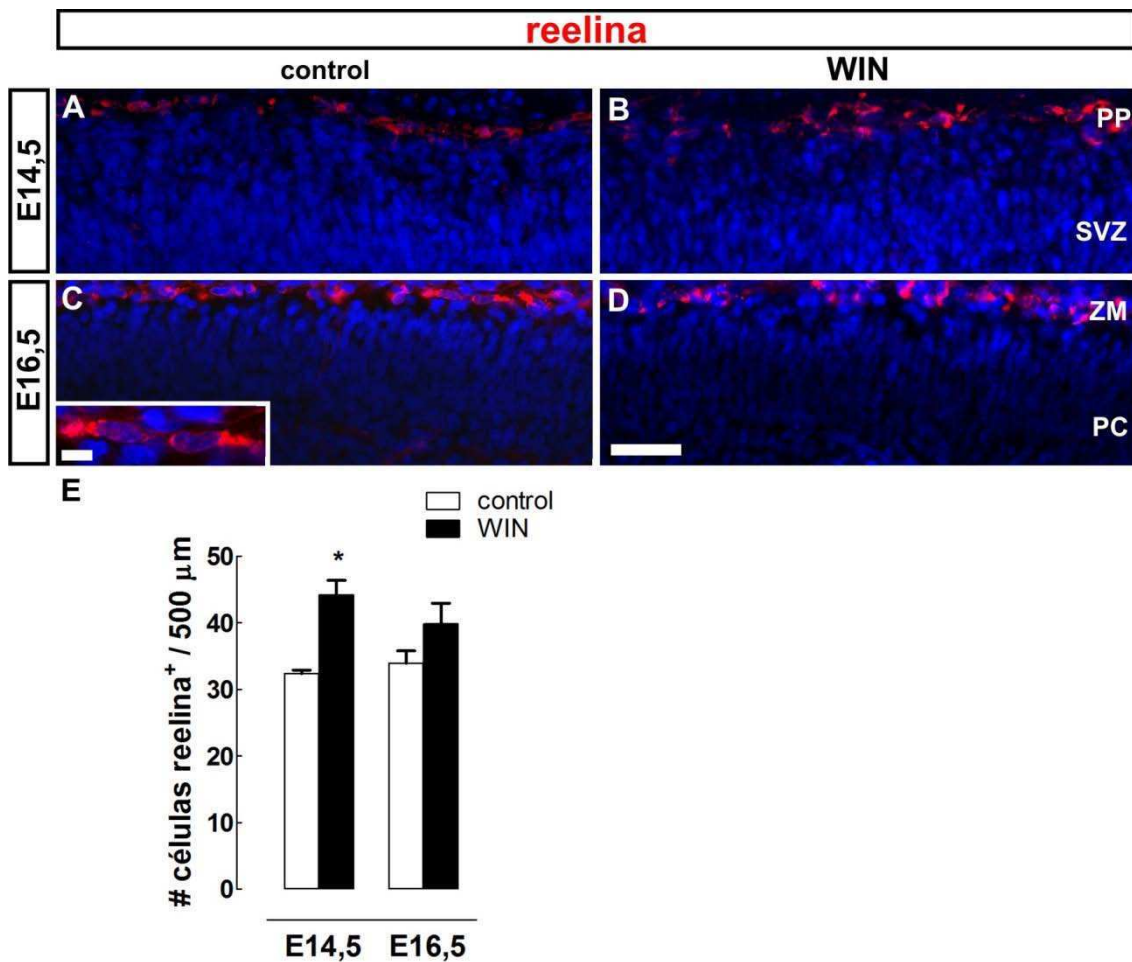 reelina
control WIN
E14,5
A
B
PP
SVZ
E16,5
C
D
ZM
PC
E
control
WIN
# células reelina⁺ / 500 µm
50
40
30
20
10
0
*
E14,5 E16,5